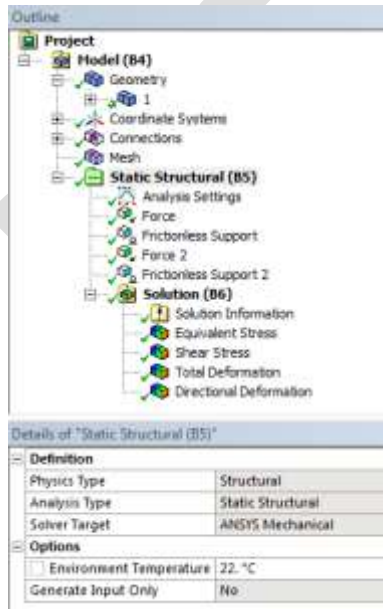 Outline
Project
Model (B4)
Geometry
1
Coordinate Systems
Connections
Mesh
Static Structural (B5)
Analysis Settings
Force
Frictionless Support
Force 2
Frictionless Support 2
Solution (B6)
Solution Information
Equivalent Stress
Shear Stress
Total Deformation
Directional Deformation
Details of "Static Structural (B5)"
Definition
Physics Type Structural
Analysis Type Static Structural
Solver Target ANSYS Mechanical
Options
Environment Temperature 22. °C
Generate Input Only No